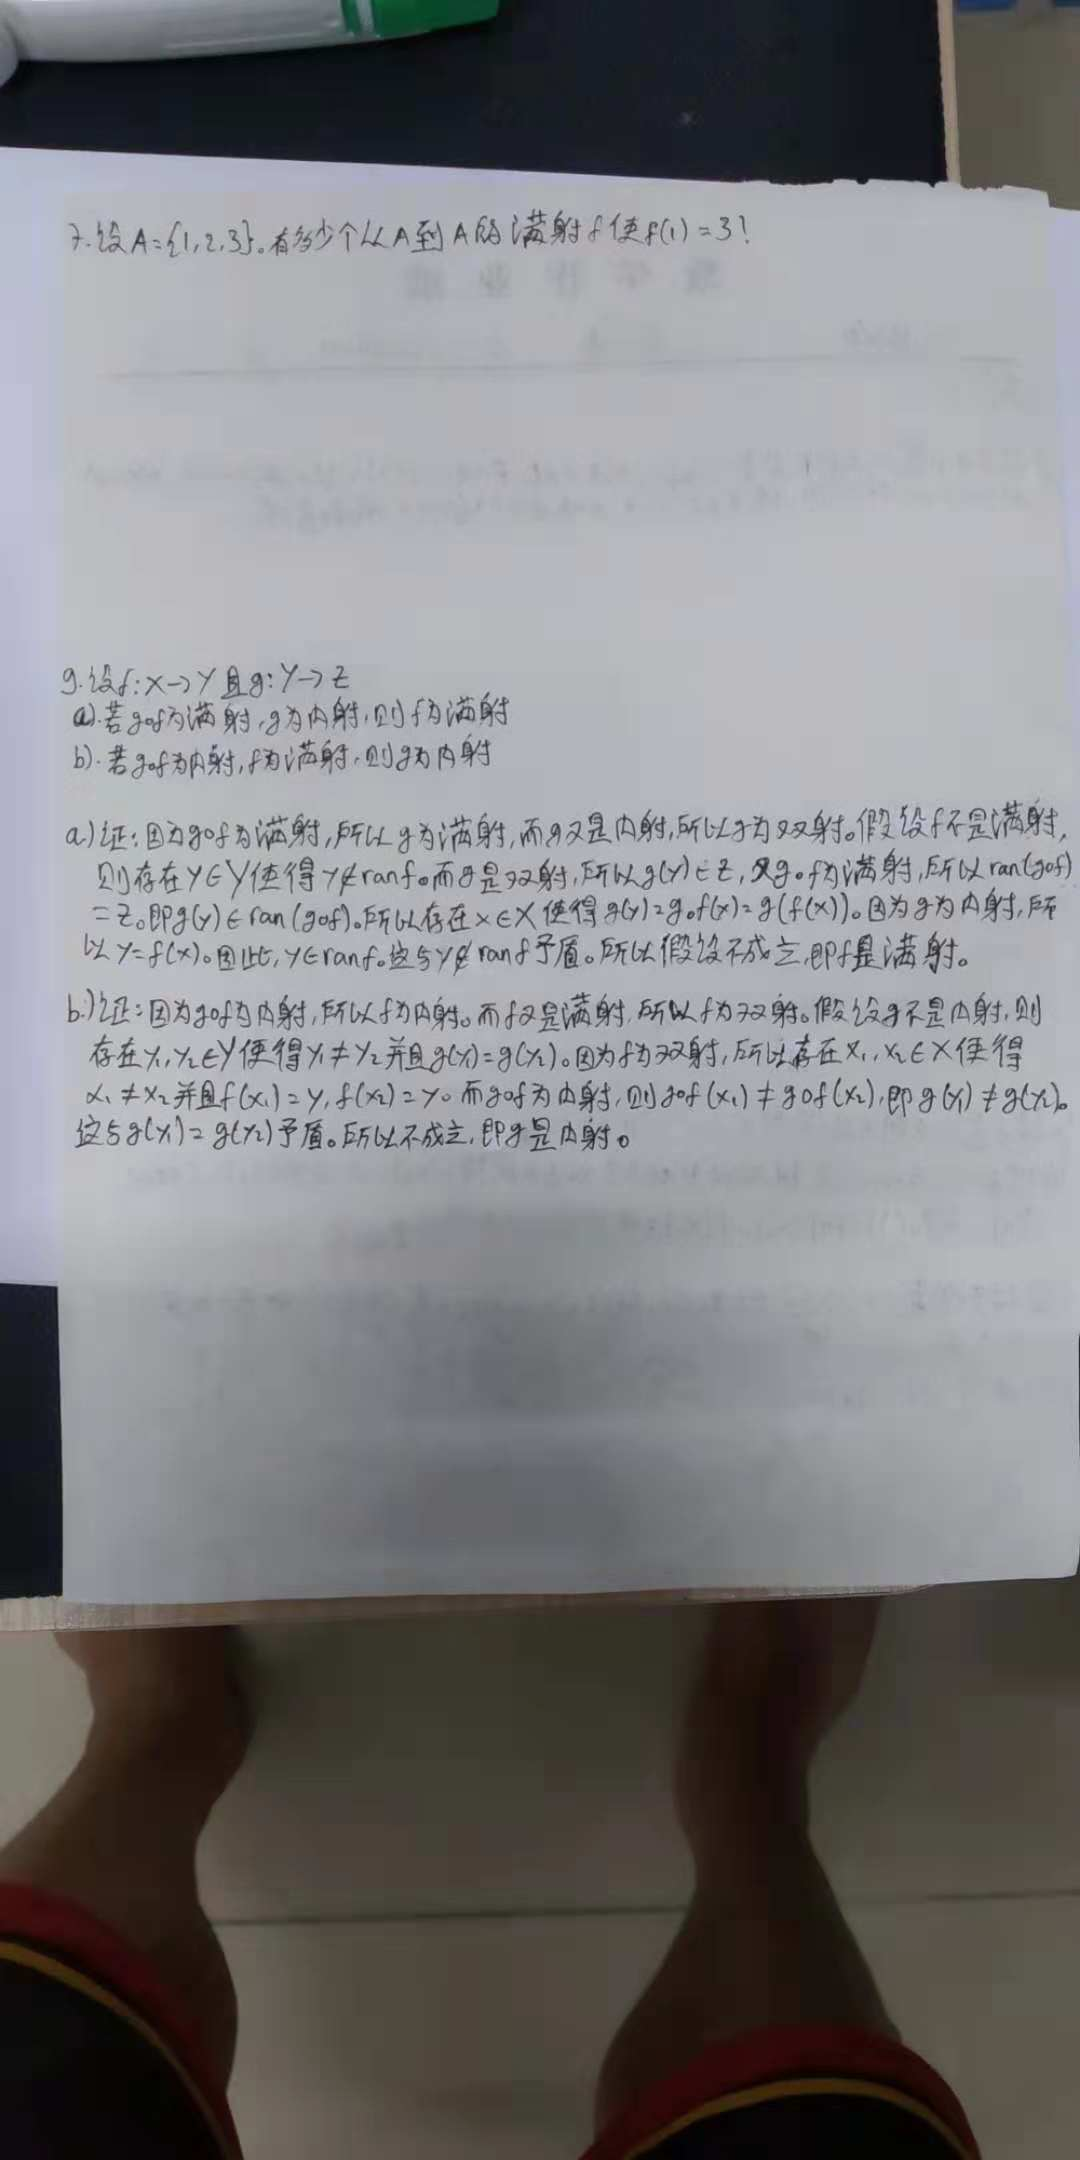 7.设A={1,2,3}。有多少个从A到A的满射f使f(1)=3!
9.设f:X→Y且g:Y→Z
a).若g∘f为满射,g为内射,则f为满射
b).若g∘f为内射,f为满射,则g为内射
a)证:因为g∘f为满射,所以g为满射,而g又是内射,所以g为双射。假设f不是满射,
则存在y∈Y使得y∉ranf。而g是双射,所以g(y)∈Z,又g∘f为满射,所以ran(g∘f)
=Z。即g(y)∈ran(g∘f)。所以存在x∈X使得g(y)=g∘f(x)=g(f(x))。因为g为内射,所
以y=f(x)。因此,y∈ranf。这与y∉ranf予盾。所以假设不成立,即f是满射。
b.)证:因为g∘f为内射,所以f为内射。而f又是满射,所以f为双射。假设g不是内射,则
存在y₁,y₂∈Y使得y₁≠y₂并且g(y₁)=g(y₂)。因为f为双射,所以存在x₁,x₂∈X使得
x₁≠x₂并且f(x₁)=y,f(x₂)=y。而g∘f为内射,则g∘f(x₁)≠g∘f(x₂),即g(y₁)≠g(y₂)。
这与g(y₁)=g(y₂)予盾。所以不成立,即g是内射。